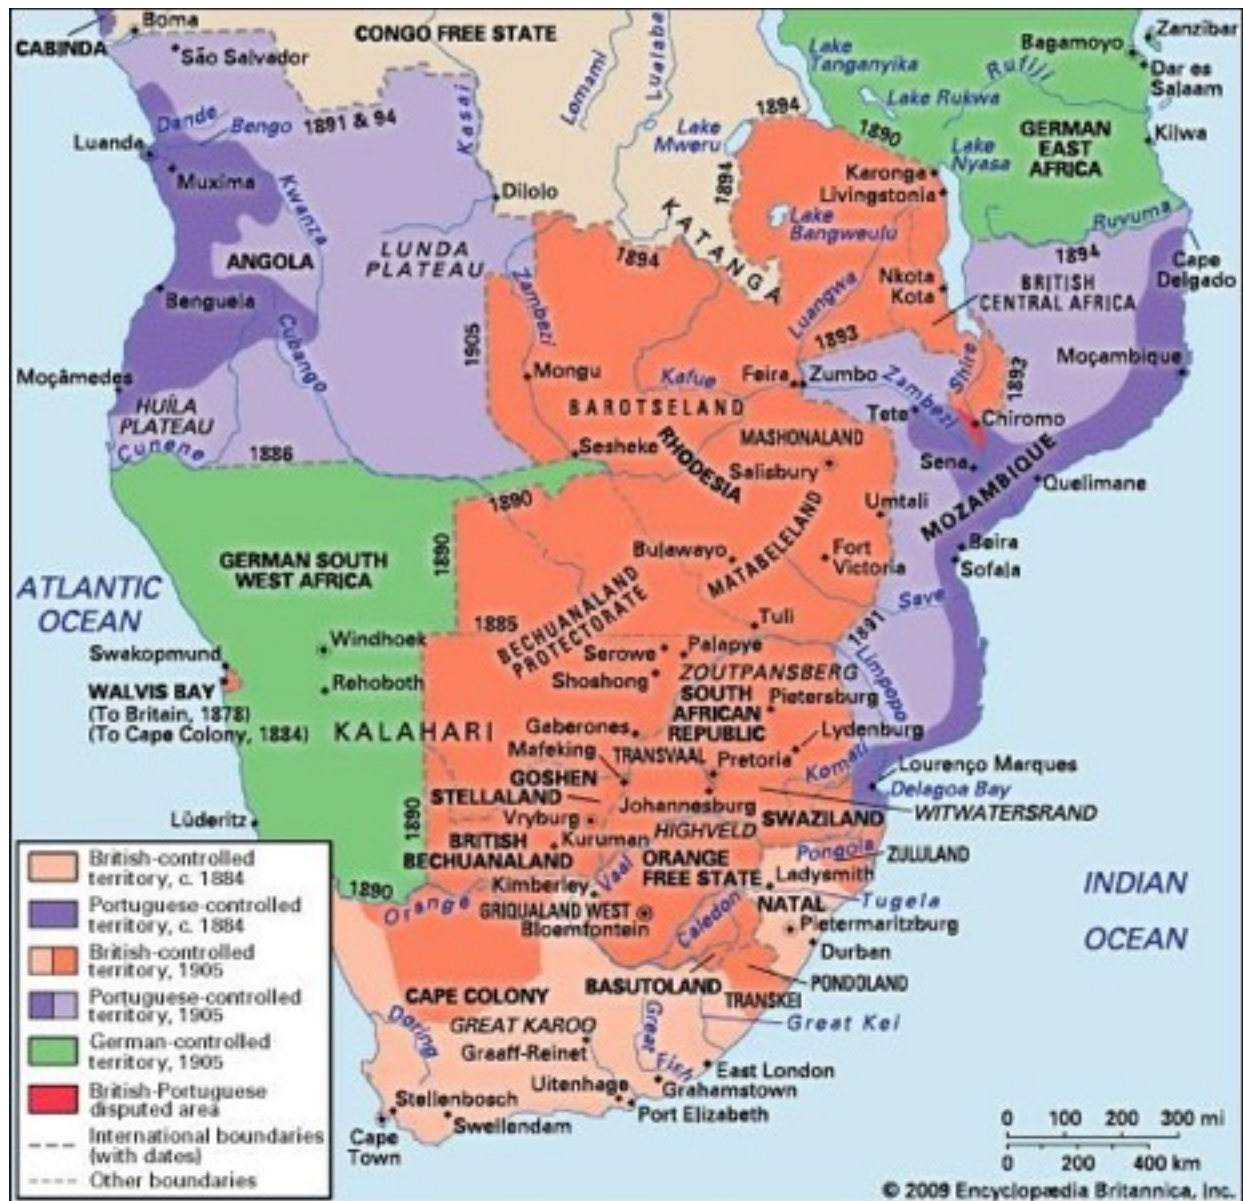 Boma
CABINDA
São Salvador
CONGO FREE STATE
Lomami
Lualaba
Kasai
Lake
Tanganyika
Bagamoyo
Zanzibar
Dar es
Salaam
Rufiji
Lake Rukwa
Kilwa
GERMAN
EAST
AFRICA
Dande
Bengo
1891 & 94
Luanda
Muxima
Kwanza
Lake
Mweru
1894
1890
1894
Lake
Nyasa
Karonga
Livingstonia
Dilolo
KATANGA
Lake
Bangweulu
Ruvuma
1894
Cape
Delgado
LUNDA
PLATEAU
ANGOLA
Benguela
Cubango
Zambezi
1894
Luangwa
Nkota
Kota
BRITISH
CENTRAL AFRICA
1905
1893
Shire
1893
Moçambique
Moçâmedes
HUÍLA
PLATEAU
Cunene
1886
Mongu
Kafue
Feira
Zumbo
Zambezi
Tete
Chiromo
BAROTSELAND
Sesheke
RHODESIA
MASHONALAND
Salisbury
Sena
Quelimane
MOZAMBIQUE
1890
Umtali
1890
GERMAN SOUTH
WEST AFRICA
Bulawayo
MATABELELAND
Fort
Victoria
Beira
Sofala
ATLANTIC
OCEAN
BECHUANALAND
PROTECTORATE
Save
1885
Tuli
1891
Windhoek
Swakopmund
Serowe
Palapye
Limpopo
WALVIS BAY
(To Britain, 1878)
(To Cape Colony, 1884)
Rehoboth
Shoshong
ZOUTPANSBERG
SOUTH
AFRICAN
REPUBLIC
Pietersburg
KALAHARI
Gaberones
Lydenburg
Mafeking
TRANSVAAL
Pretoria
Komati
Lourenço Marques
GOSHEN
Delagoa Bay
STELLALAND
Johannesburg
WITWATERSRAND
Lüderitz
1890
Vryburg
HIGHVELD
SWAZILAND
BRITISH
BECHUANALAND
Kuruman
ORANGE
FREE STATE
Pongola
ZULULAND
Vaal
Ladysmith
1890
Orange
Kimberley
NATAL
Tugela
GRIQUALAND WEST
Bloemfontein
Caledon
Pietermaritzburg
Durban
INDIAN
OCEAN
CAPE COLONY
BASUTOLAND
TRANSKEI
PONDOLAND
Doring
GREAT KAROO
Great Fish
Great Kei
Graaff-Reinet
East London
Uitenhage
Grahamstown
Stellenbosch
Port Elizabeth
Cape
Town
Swellendam
British-controlled
territory, c. 1884
Portuguese-controlled
territory, c. 1884
British-controlled
territory, 1905
Portuguese-controlled
territory, 1905
German-controlled
territory, 1905
British-Portuguese
disputed area
International boundaries
(with dates)
Other boundaries
0 100 200 300 mi
0 200 400 km
© 2009 Encyclopædia Britannica, Inc.